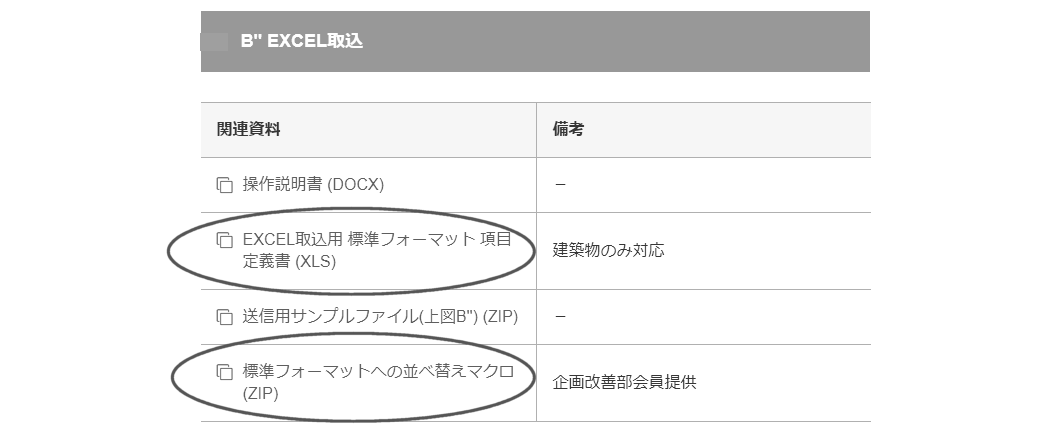 B" EXCEL取込
関連資料
備考
操作説明書 (DOCX)
–
EXCEL取込用 標準フォーマット 項目
定義書 (XLS)
建築物のみ対応
送信用サンプルファイル(上図B") (ZIP)
–
標準フォーマットへの並べ替えマクロ
(ZIP)
企画改善部会員提供